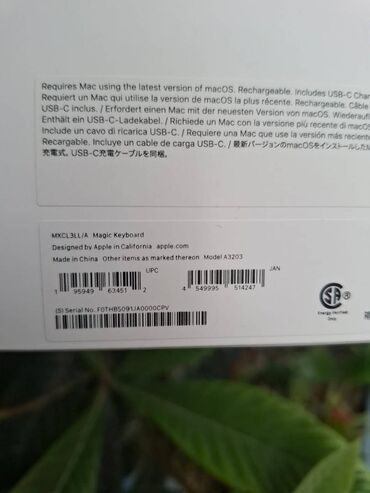 Requires Mac using the latest version of macOS. Rechargeable. Includes USB-C Char
Requiert un Mac qui utilise la version de macOS la plus récente. Rechargeable. Câble
USB-C inclus. / Erfordert einen Mac mit der neuesten Version von macOS. Wiederaufl
Enthält ein USB-C-Ladekabel. / Richiede un Mac con la versione più recente di macO
Include un cavo di ricarica USB-C. / Requiere una Mac que use la versión más recien
Recargable. Incluye un cable de carga USB-C. / 最新バージョンのmacOSをインストールしたM
充電式。USB-C充電ケーブルを同梱。
MXCL3LL/A Magic Keyboard
Designed by Apple in California apple.com
Made in China Other items as marked thereon Model A3203
UPC
JAN
1 95949 63451 2
4 549995 514247
(S) Serial No. F0THB5091JA0000CPV
SA
Energy Verified